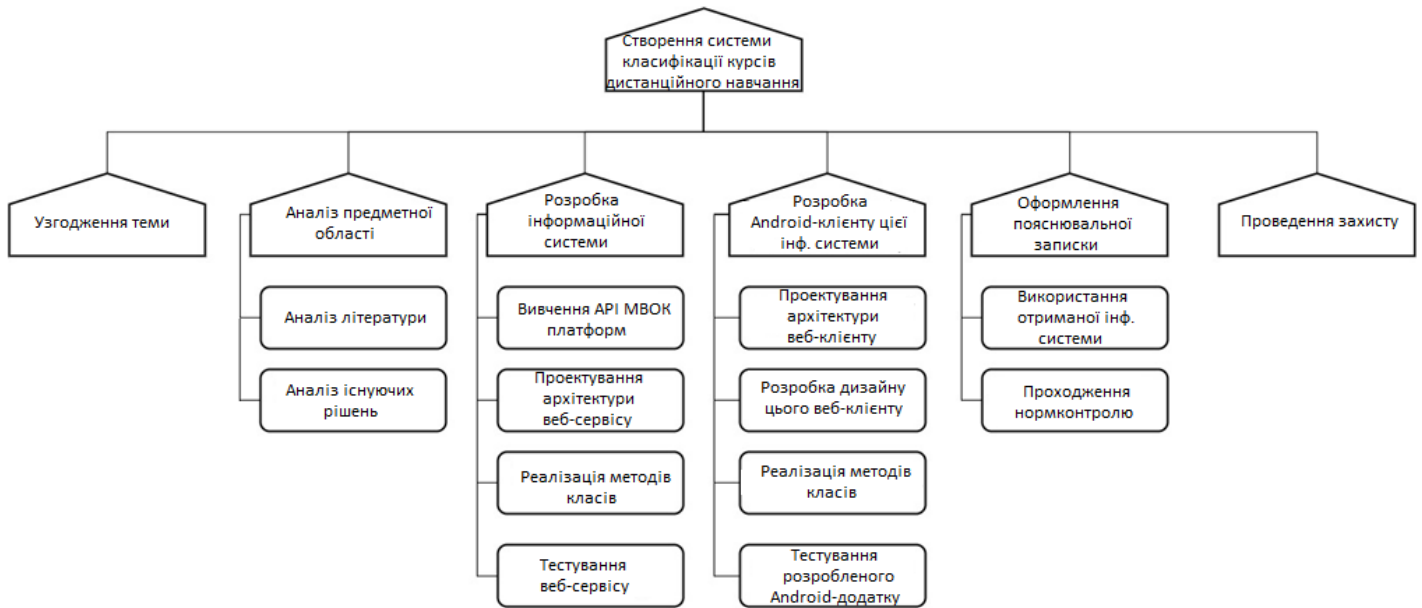 Створення системи
класифікації курсів
дистанційного навчання
Узгодження теми
Аналіз предметної
області
Аналіз літератури
Аналіз існуючих
рішень
Розробка
інформаційної
системи
Вивчення АРІ МВОК
платформ
Проектування
архітектури
веб-сервісу
Реалізація методів
класів
Тестування
веб-сервісу
Розробка
Android-клієнту цієї
інф. системи
Проектування
архітектури
веб-клієнту
Розробка дизайну
цього веб-клієнту
Реалізація методів
класів
Тестування
розробленого
Android-додатку
Оформлення
пояснювальної
записки
Використання
отриманої інф.
системи
Проходження
нормконтролю
Проведення захисту